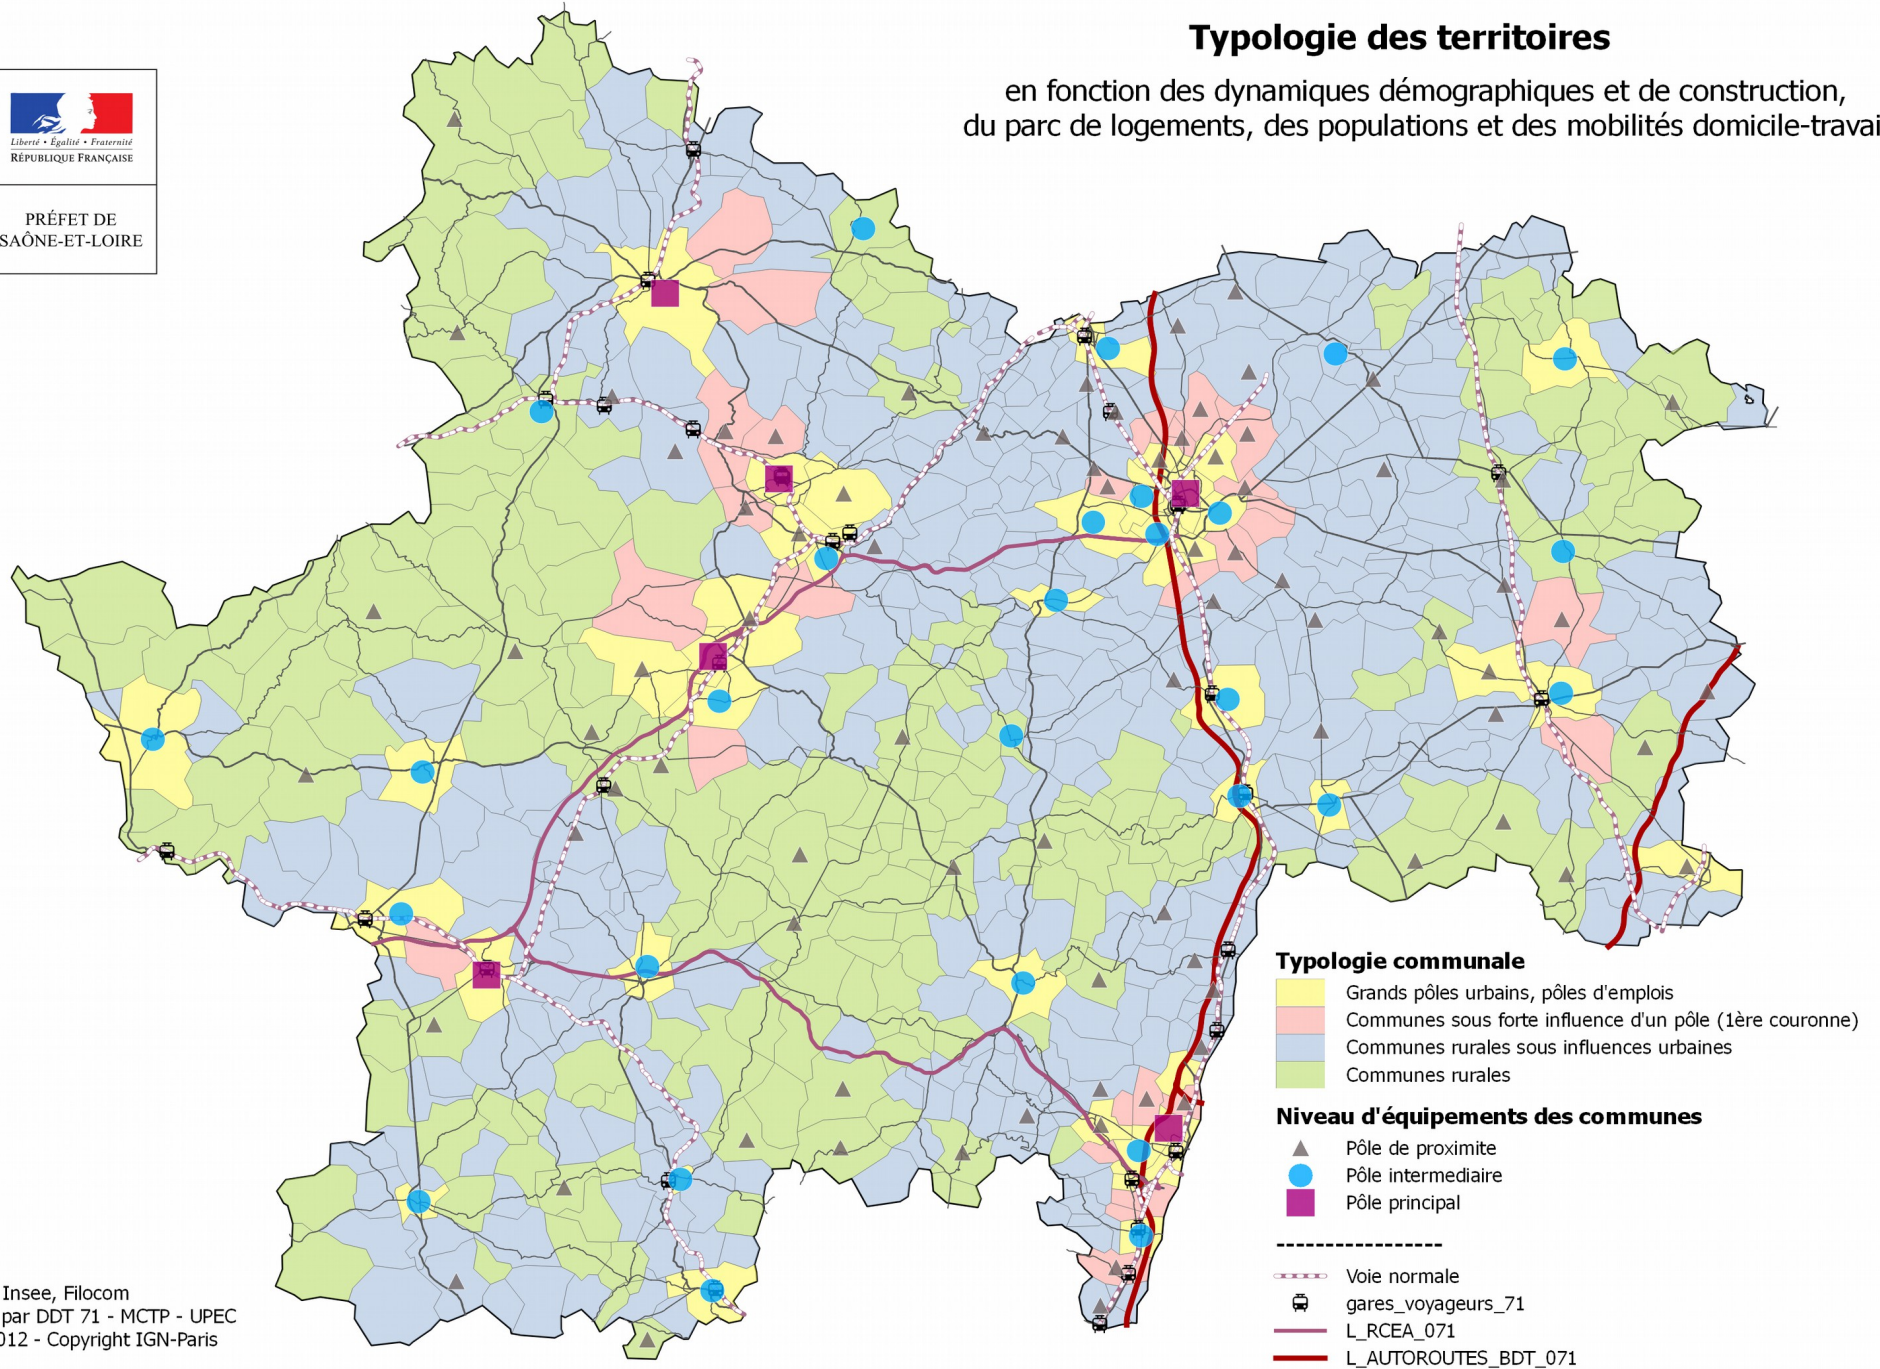 Typologie des territoires
en fonction des dynamiques démographiques et de construction,
du parc de logements, des populations et des mobilités domicile-travai
Liberté • Égalité • Fraternité
RÉPUBLIQUE FRANÇAISE
PRÉFET DE
SAÔNE-ET-LOIRE
Typologie communale
Grands pôles urbains, pôles d'emplois
Communes sous forte influence d'un pôle (1ère couronne)
Communes rurales sous influences urbaines
Communes rurales
Niveau d'équipements des communes
Pôle de proximite
Pôle intermediaire
Pôle principal
-----------------
Voie normale
gares_voyageurs_71
L_RCEA_071
L_AUTOROUTES_BDT_071
Insee, Filocom
par DDT 71 - MCTP - UPEC
012 - Copyright IGN-Paris